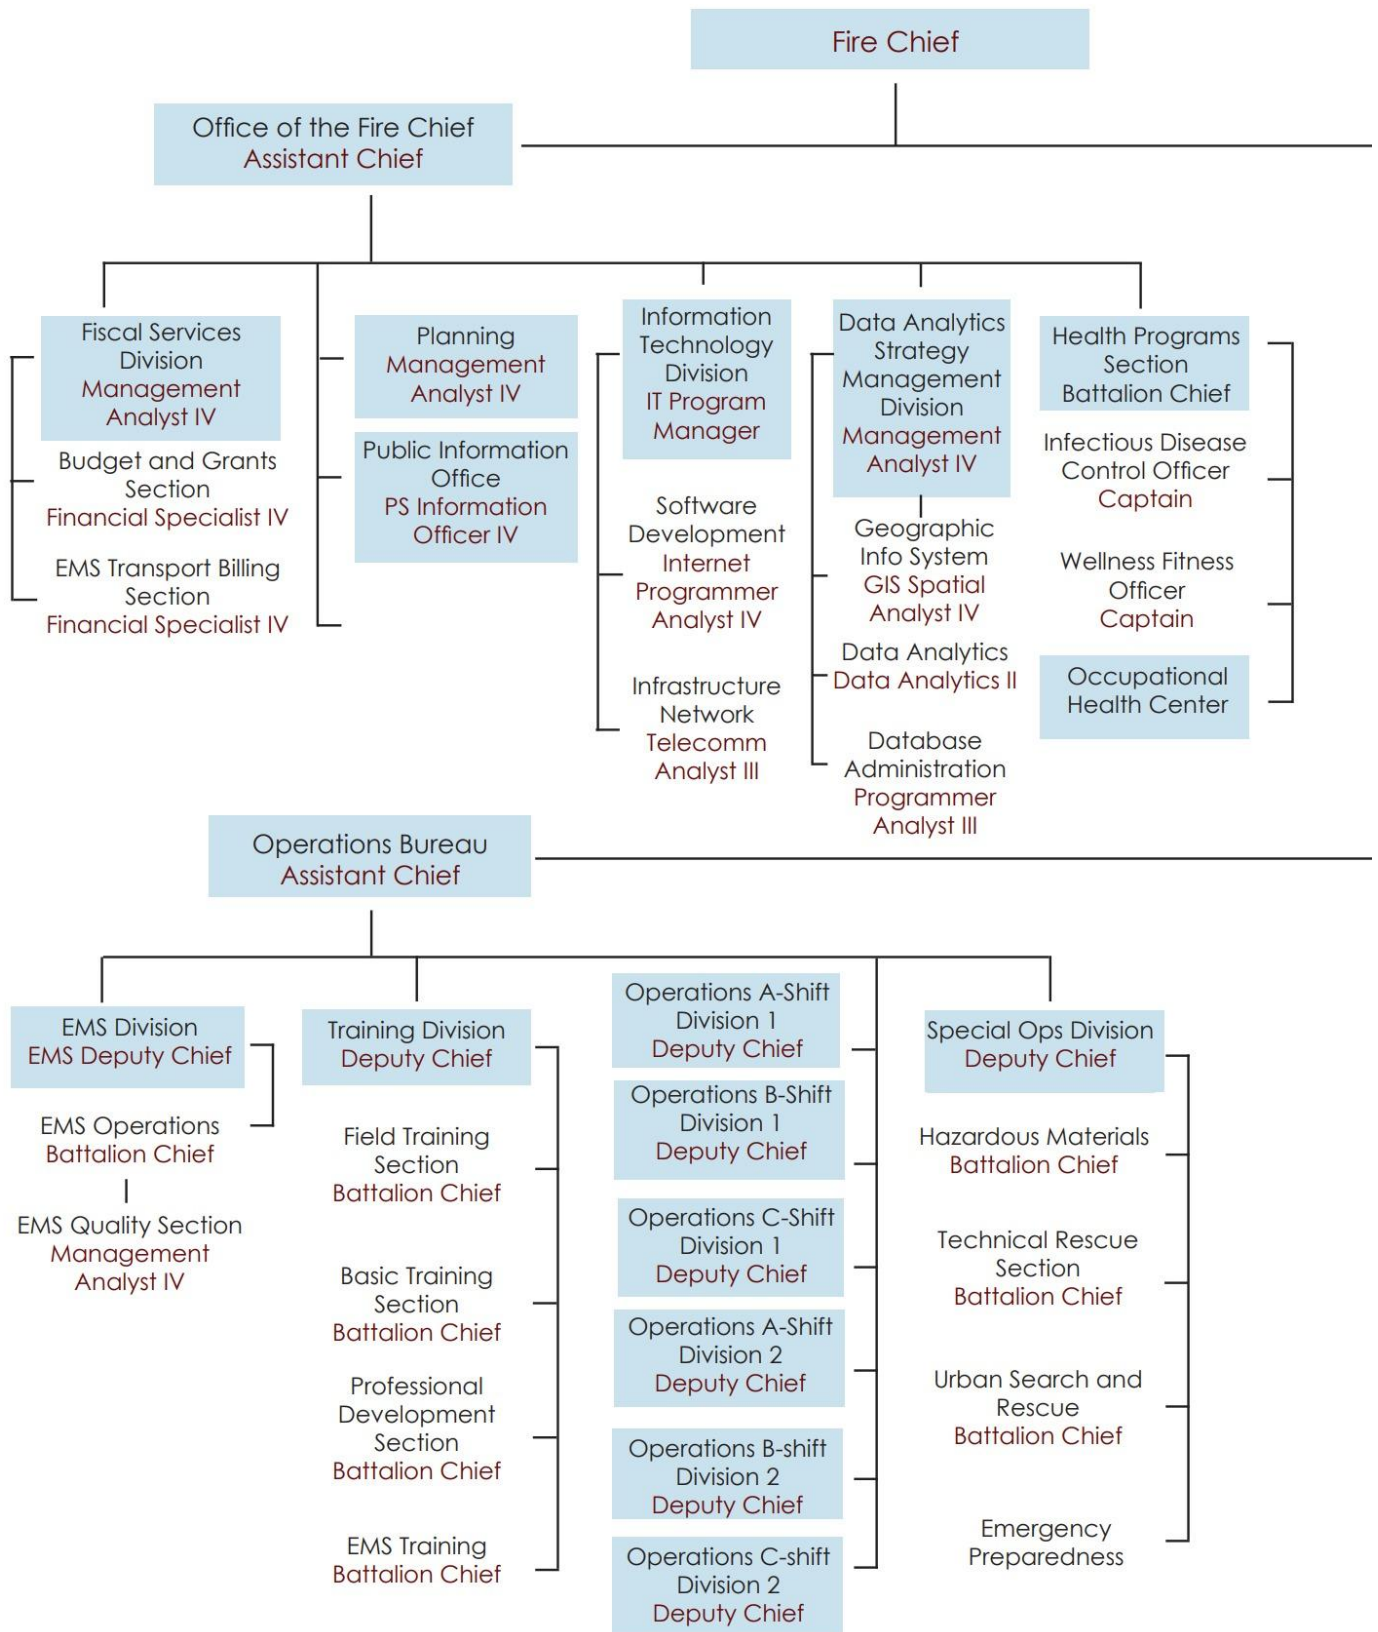 Fire Chief
Office of the Fire Chief
Assistant Chief
Fiscal Services
Division
Management
Analyst IV
Budget and Grants
Section
Financial Specialist IV
EMS Transport Billing
Section
Financial Specialist IV
Planning
Management
Analyst IV
Public Information
Office
PS Information
Officer IV
Information
Technology
Division
IT Program
Manager
Software
Development
Internet
Programmer
Analyst IV
Infrastructure
Network
Telecomm
Analyst III
Data Analytics
Strategy
Management
Division
Management
Analyst IV
Geographic
Info System
GIS Spatial
Analyst IV
Data Analytics
Data Analytics II
Database
Administration
Programmer
Analyst III
Health Programs
Section
Battalion Chief
Infectious Disease
Control Officer
Captain
Wellness Fitness
Officer
Captain
Occupational
Health Center
Operations Bureau
Assistant Chief
EMS Division
EMS Deputy Chief
EMS Operations
Battalion Chief
EMS Quality Section
Management
Analyst IV
Training Division
Deputy Chief
Field Training
Section
Battalion Chief
Basic Training
Section
Battalion Chief
Professional
Development
Section
Battalion Chief
EMS Training
Battalion Chief
Operations A-Shift
Division 1
Deputy Chief
Operations B-Shift
Division 1
Deputy Chief
Operations C-Shift
Division 1
Deputy Chief
Operations A-Shift
Division 2
Deputy Chief
Operations B-shift
Division 2
Deputy Chief
Operations C-shift
Division 2
Deputy Chief
Special Ops Division
Deputy Chief
Hazardous Materials
Battalion Chief
Technical Rescue
Section
Battalion Chief
Urban Search and
Rescue
Battalion Chief
Emergency
Preparedness